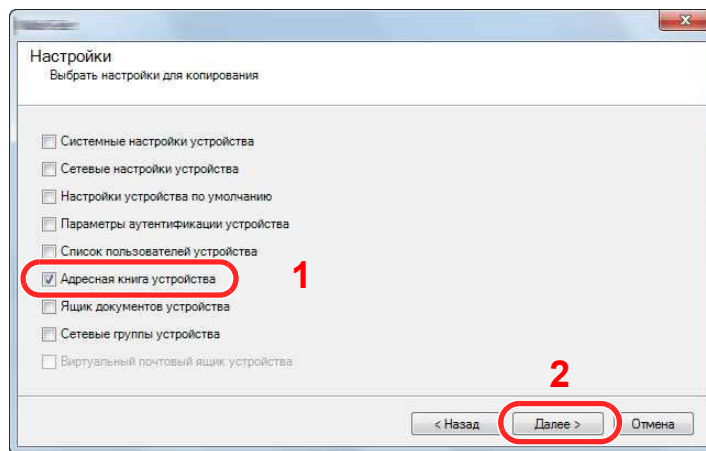 Настройки
Выбрать настройки для копирования
Системные настройки устройства
Сетевые настройки устройства
Настройки устройства по умолчанию
Параметры аутентификации устройства
Список пользователей устройства
Адресная книга устройства
1
Ящик документов устройства
Сетевые группы устройства
Виртуальный почтовый ящик устройства
2
< Назад Далее > Отмена